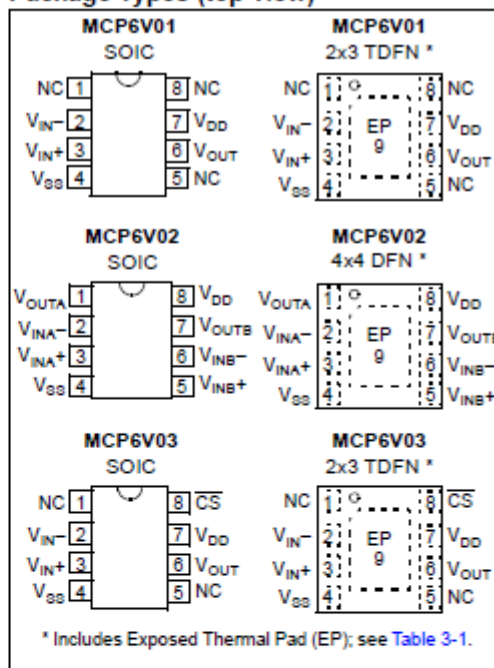 Package Types (top view)
MCP6V01
SOIC
NC 1 8 NC
VIN– 2 7 VDD
VIN+ 3 6 VOUT
VSS 4 5 NC
MCP6V01
2x3 TDFN *
NC 1 8 NC
VIN– 2 7 VDD
EP
9
VIN+ 3 6 VOUT
VSS 4 5 NC
MCP6V02
SOIC
VOUTA 1 8 VDD
VINA– 2 7 VOUTB
VINA+ 3 6 VINB–
VSS 4 5 VINB+
MCP6V02
4x4 DFN *
VOUTA 1 8 VDD
VINA– 2 7 VOUTB
EP
9
VINA+ 3 6 VINB–
VSS 4 5 VINB+
MCP6V03
SOIC
NC 1 8 C̅S̅
VIN– 2 7 VDD
VIN+ 3 6 VOUT
VSS 4 5 NC
MCP6V03
2x3 TDFN *
NC 1 8 C̅S̅
VIN– 2 7 VDD
EP
9
VIN+ 3 6 VOUT
VSS 4 5 NC
* Includes Exposed Thermal Pad (EP); see Table 3-1.